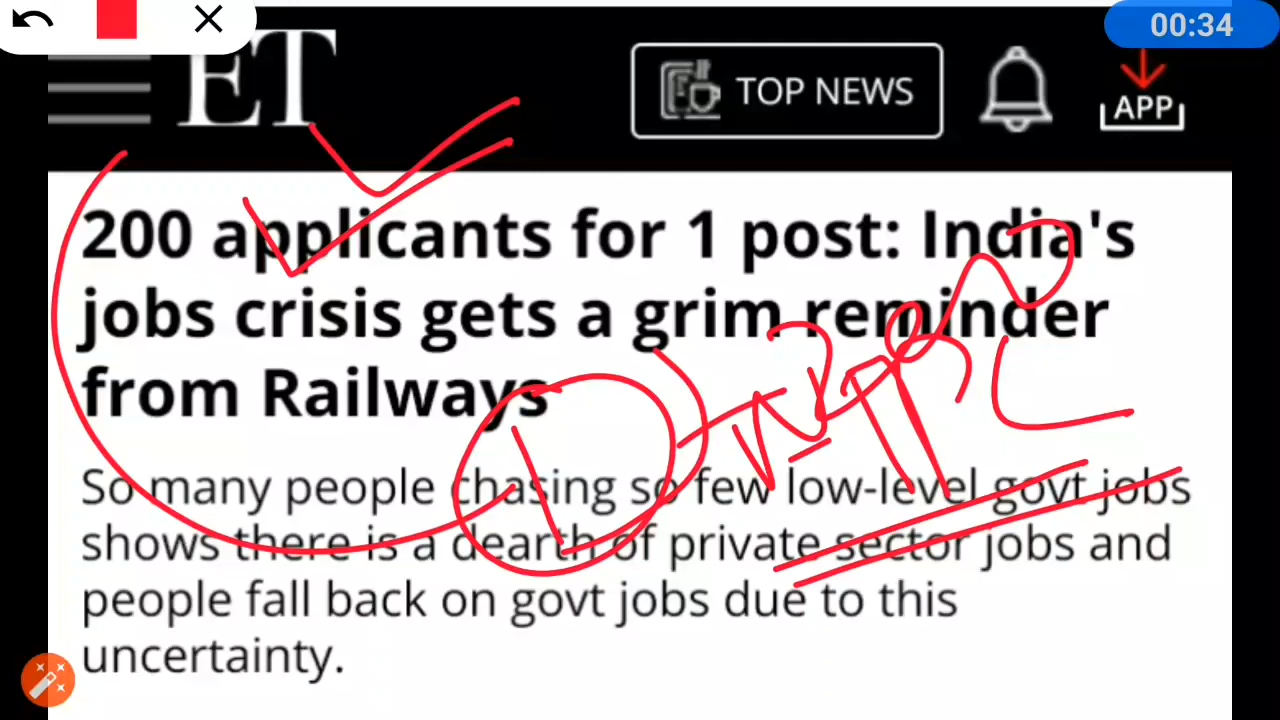 00:34
ET
TOP NEWS
APP
200 applicants for 1 post: India's
jobs crisis gets a grim reminder
from Railways
So many people chasing so few low-level govt jobs
shows there is a dearth of private sector jobs and
people fall back on govt jobs due to this
uncertainty.